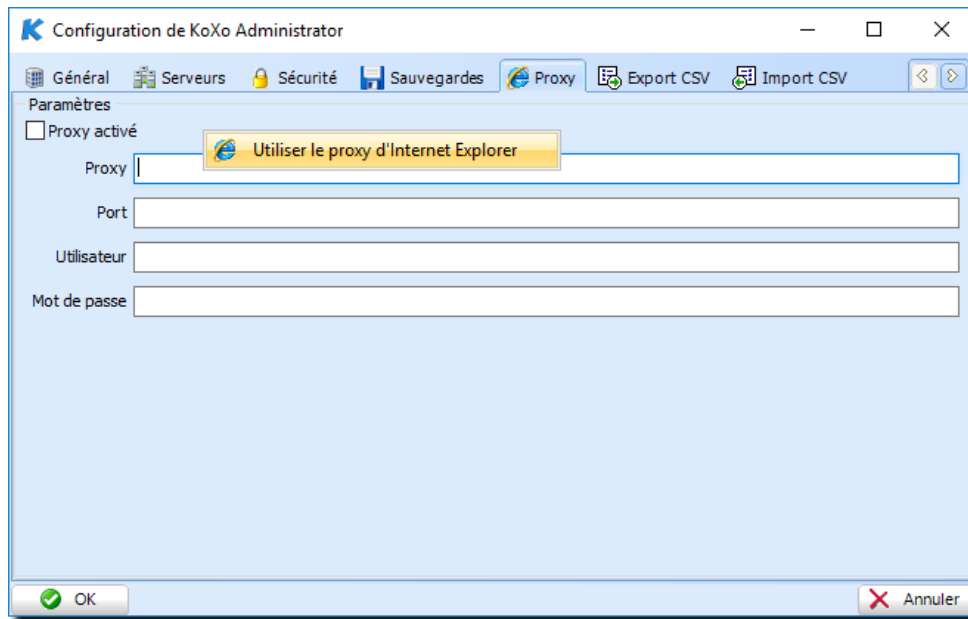 Configuration de KoXo Administrator
Général Serveurs Sécurité Sauvegardes Proxy Export CSV Import CSV
Paramètres
Proxy activé
Utiliser le proxy d'Internet Explorer
Proxy
Port
Utilisateur
Mot de passe
OK Annuler